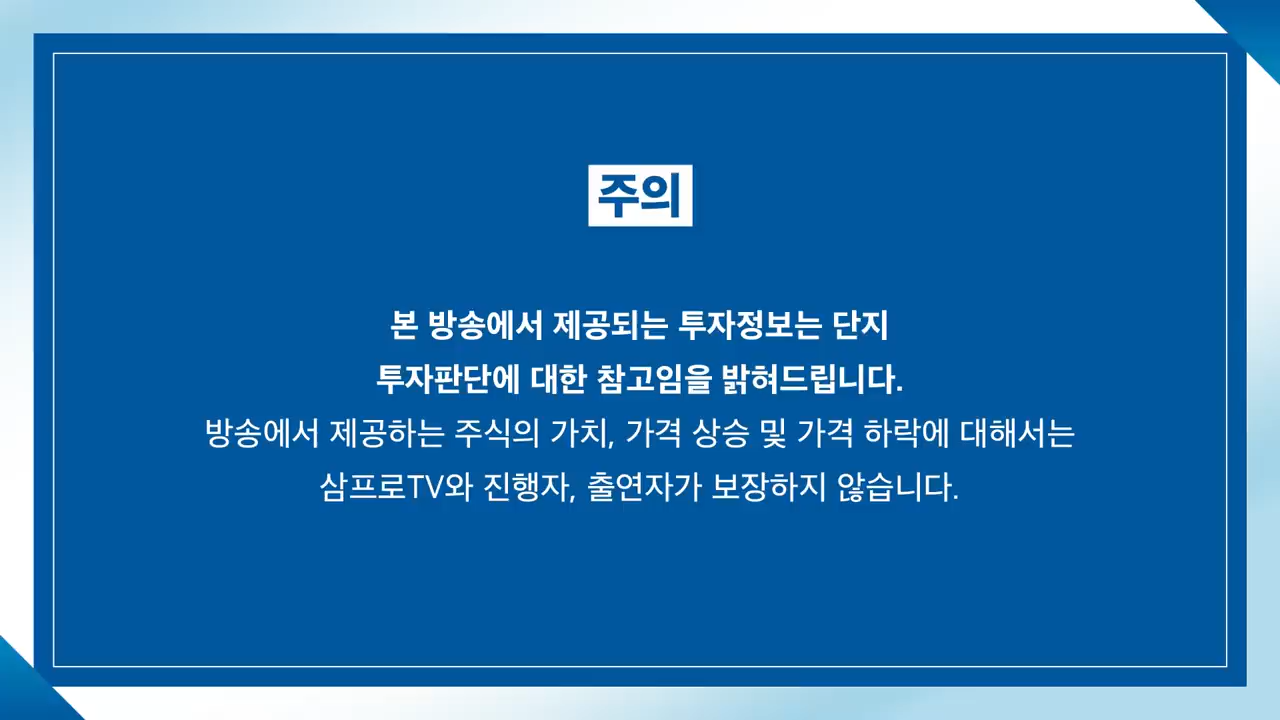 주의
본 방송에서 제공되는 투자정보는 단지
투자판단에 대한 참고임을 밝혀드립니다.
방송에서 제공하는 주식의 가치, 가격 상승 및 가격 하락에 대해서는
삼프로TV와 진행자, 출연자가 보장하지 않습니다.